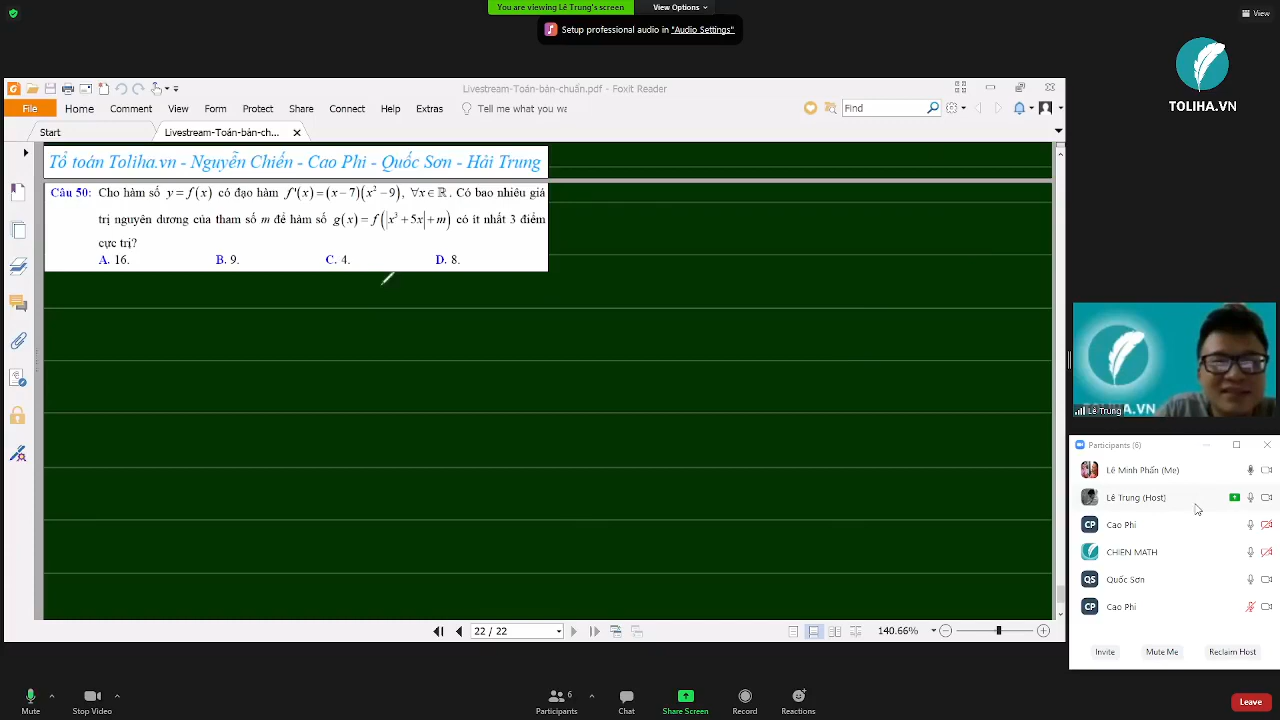 You are viewing Lê Trung's screen
View Options
View
Setup professional audio in "Audio Settings"
TOLIHA.VN
Livestream-Toán-bản-chuẩn.pdf - Foxit Reader
File Home Comment View Form Protect Share Connect Help Extras Tell me what you wa Find
Start Livestream-Toán-bản-ch...
Tổ toán Toliha.vn - Nguyễn Chiến - Cao Phi - Quốc Sơn - Hải Trung
Câu 50: Cho hàm số y = f(x) có đạo hàm f'(x) = (x − 7)(x² − 9), ∀x ∈ ℝ. Có bao nhiêu giá
trị nguyên dương của tham số m để hàm số g(x) = f(|x³ + 5x| + m) có ít nhất 3 điểm
cực trị?
A. 16. B. 9. C. 4. D. 8.
Lê Trung
Participants (6)
Lê Minh Phấn (Me)
Lê Trung (Host)
CP Cao Phi
CHIEN MATH
QS Quốc Sơn
CP Cao Phi
Invite Mute Me Reclaim Host
22 / 22
140.66%
Mute Stop Video Participants 6 Chat Share Screen Record Reactions Leave